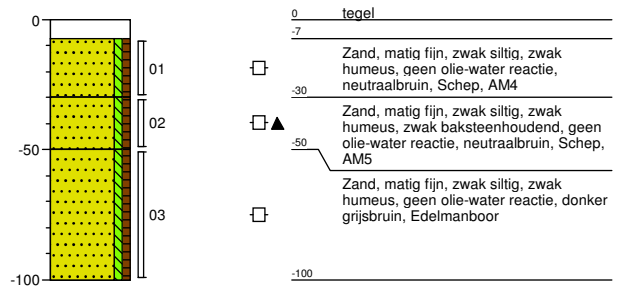 0
-50
-100
01
02
03
0 tegel
-7
Zand, matig fijn, zwak siltig, zwak
humeus, geen olie-water reactie,
neutraalbruin, Schep, AM4
-30
Zand, matig fijn, zwak siltig, zwak
humeus, zwak baksteenhoudend, geen
olie-water reactie, neutraalbruin, Schep,
AM5
-50
Zand, matig fijn, zwak siltig, zwak
humeus, geen olie-water reactie, donker
grijsbruin, Edelmanboor
-100